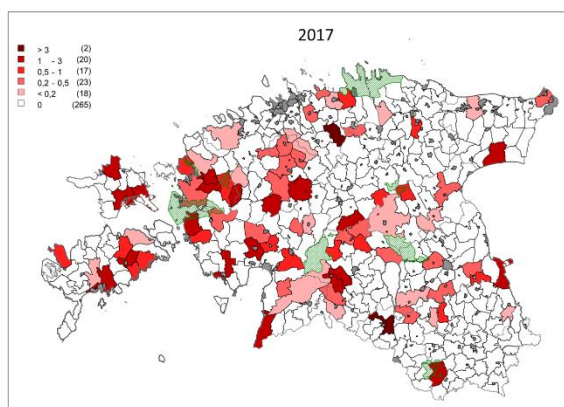 2017
> 3 (2)
1 - 3 (20)
0,5 - 1 (17)
0,2 - 0,5 (23)
< 0,2 (18)
0 (265)